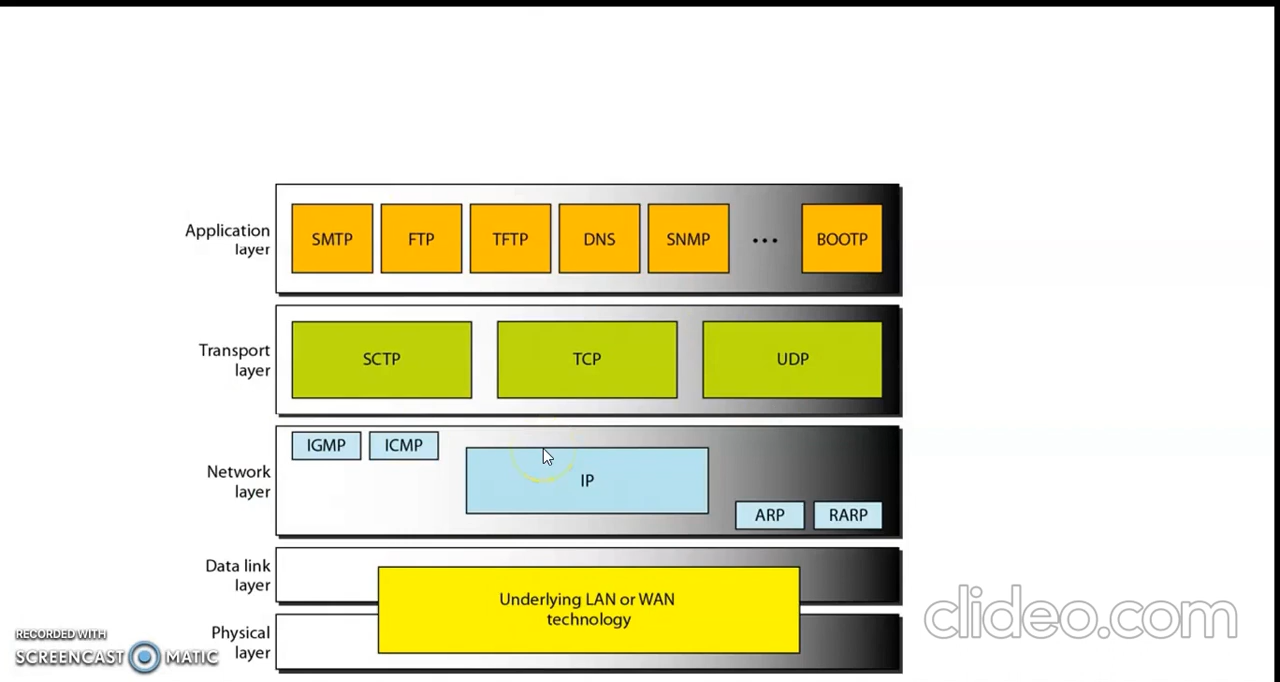 Application
layer
SMTP
FTP
TFTP
DNS
SNMP
...
BOOTP
Transport
layer
SCTP
TCP
UDP
IGMP
ICMP
Network
layer
IP
ARP
RARP
Data link
layer
Underlying LAN or WAN
technology
Physical
layer
RECORDED WITH
SCREENCAST MATIC
clideo.com